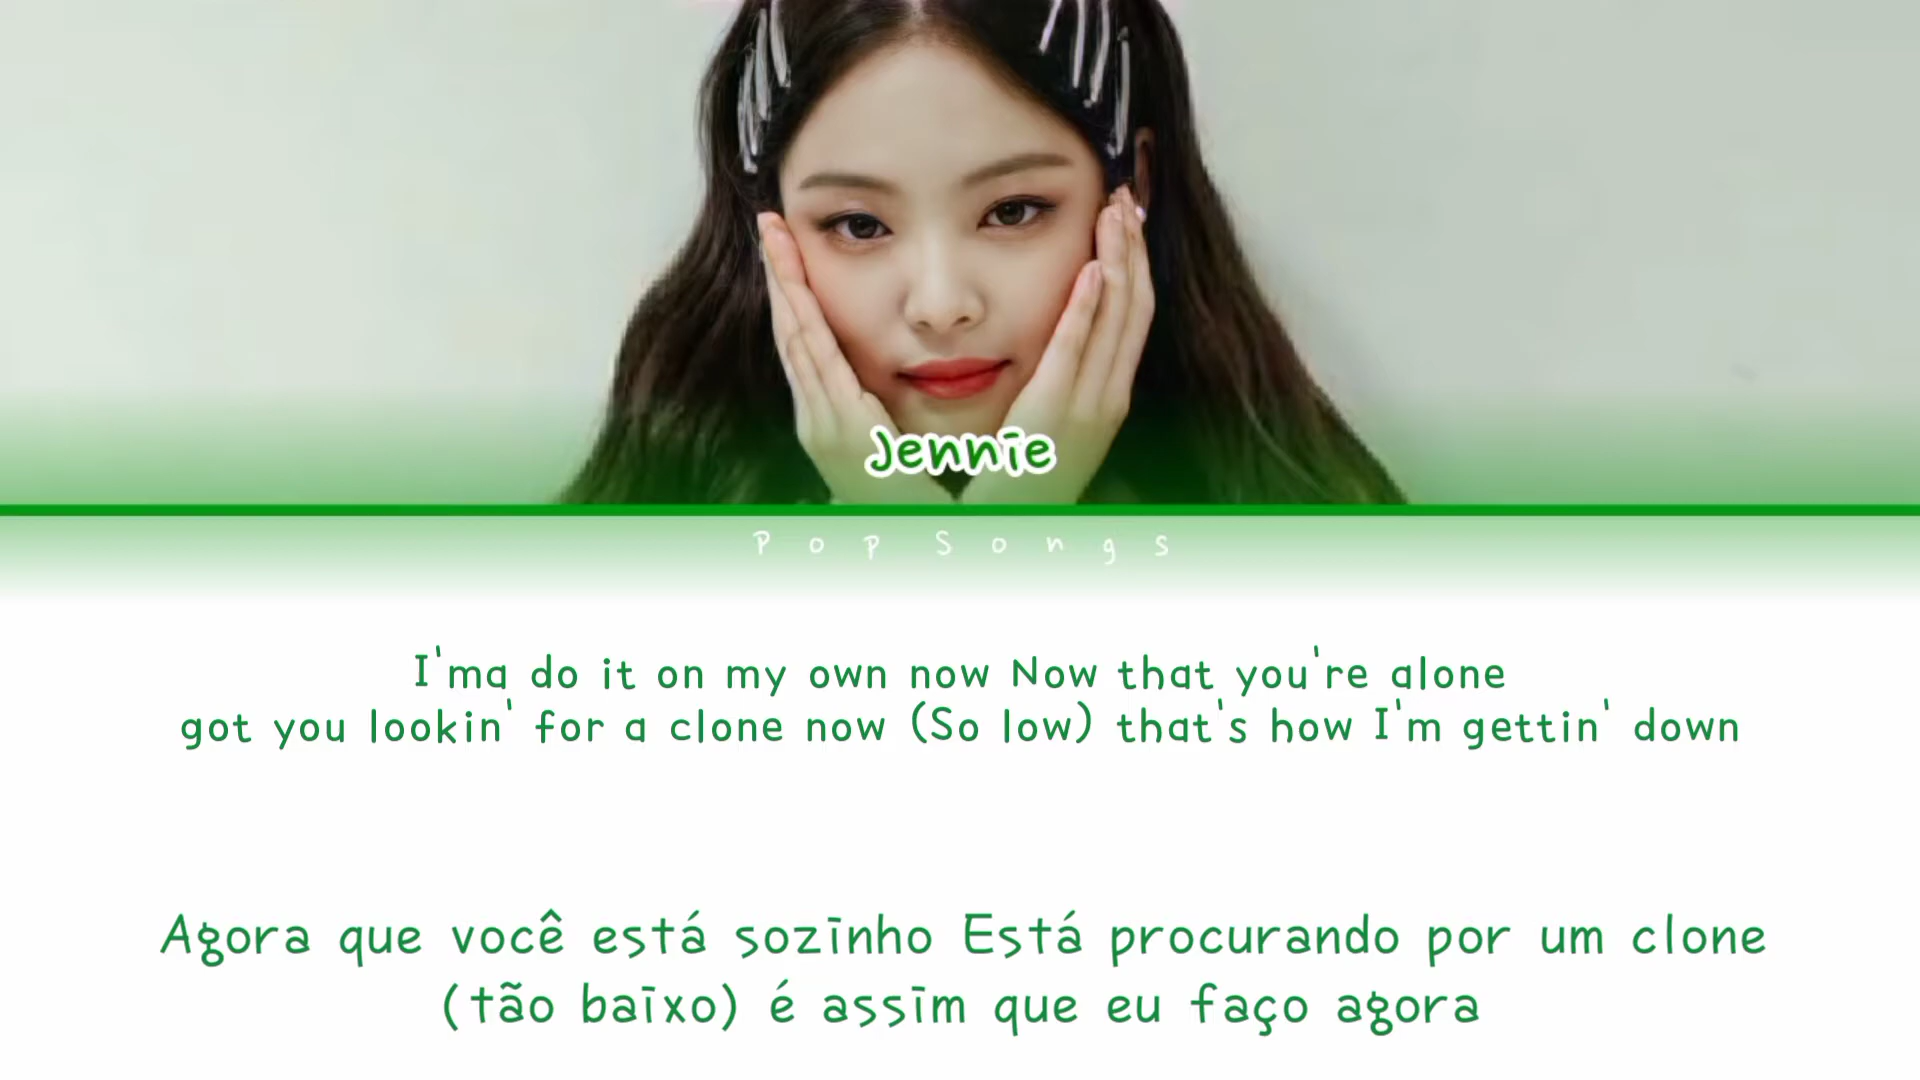 Jennie
Pop Songs
I'ma do it on my own now Now that you're alone
got you lookin' for a clone now (So low) that's how I'm gettin' down
Agora que você está sozinho Está procurando por um clone
(tão baixo) é assim que eu faço agora